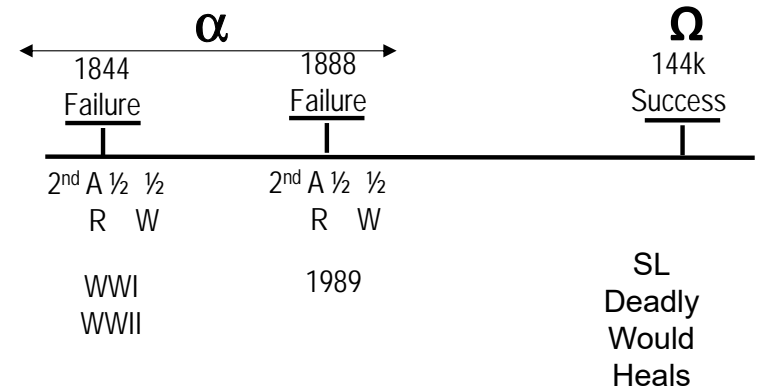 α
Ω
1844
Failure
1888
Failure
144k
Success
2nd A ½ ½
R W
2nd A ½ ½
R W
WWI
WWII
1989
SL
Deadly
Would
Heals